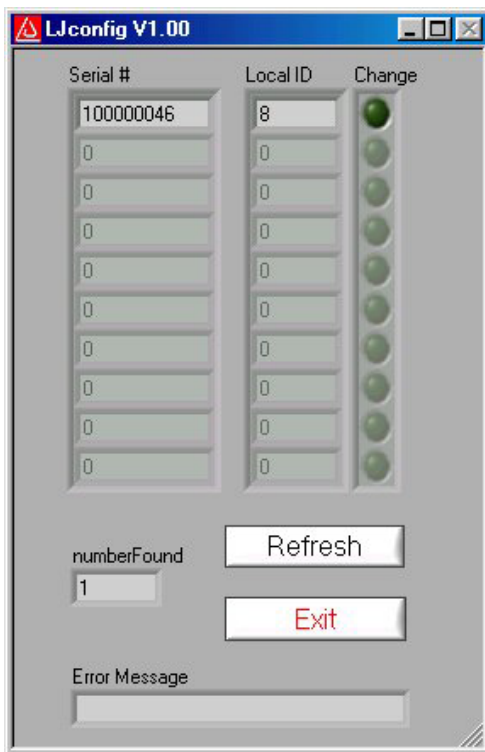 LJconfig V1.00
Serial # Local ID Change
100000046 8
0 0
0 0
0 0
0 0
0 0
0 0
0 0
0 0
0 0
Refresh
numberFound
1
Exit
Error Message